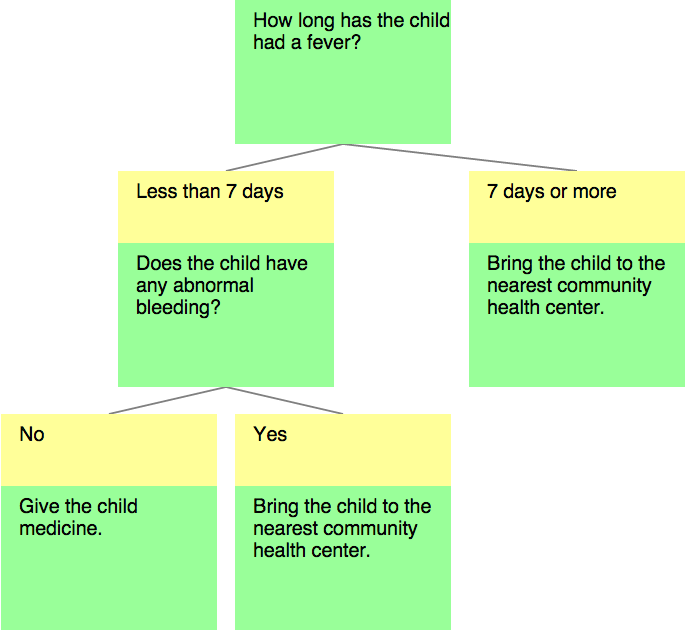 How long has the child
had a fever?
Less than 7 days
7 days or more
Does the child have
any abnormal
bleeding?
Bring the child to the
nearest community
health center.
No
Yes
Give the child
medicine.
Bring the child to the
nearest community
health center.